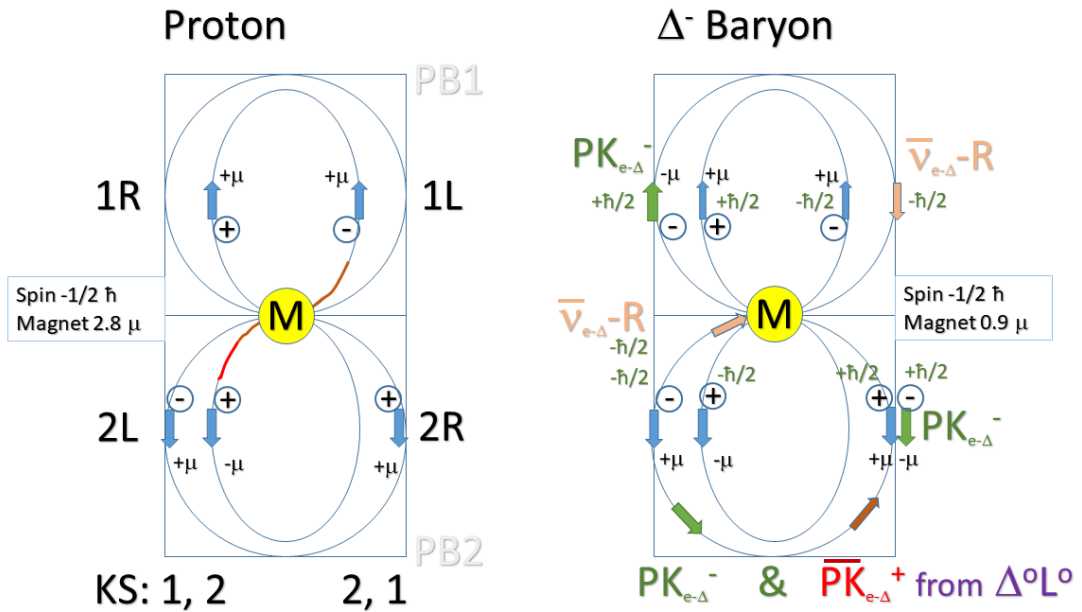 Proton
PB1
+μ
+μ
1R
1L
+
-
Spin -1/2 ħ
Magnet 2.8 μ
M
-
+
+
2L
2R
+μ
-μ
+μ
PB2
KS: 1, 2
2, 1
Δ⁻ Baryon
PKₑ₋Δ⁻
ν̅ₑ₋Δ-R
-μ
+μ
+μ
+ħ/2
+ħ/2
-ħ/2
-ħ/2
-
+
-
Spin -1/2 ħ
Magnet 0.9 μ
M
ν̅ₑ₋Δ-R
-ħ/2
-ħ/2
-ħ/2
+ħ/2
+ħ/2
+
+
-
PKₑ₋Δ⁻
+μ
-μ
+μ
-μ
PKₑ₋Δ⁻ & P̅K̅ₑ₋Δ⁺ from Δ⁰L⁰